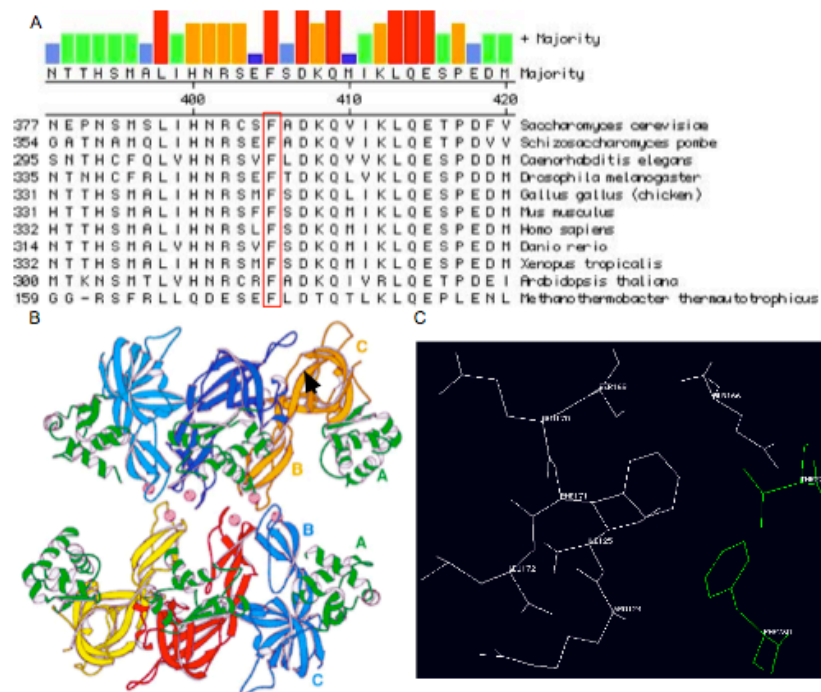 A
+ Majority
N T T H S M A L I H N R S E F S D K Q M I K L Q E S P E D M Majority
400 410 420
377 N E P N S M S L I H N R C S F A D K Q V I K L Q E T P D F V Saccharomyces cerevisiae
354 G A T N A M Q L I H N R S E F A D K Q V I K L Q E T P D V V Schizosaccharomyces pombe
295 S N T H C F Q L V H N R S V F L D K Q V V K L Q E S P D D M Caenorhabditis elegans
335 N T N H C F R L I H N R S E F T D K Q L V K L Q E S P D D M Drosophila melanogaster
331 N T T H S M A L I H N R S M F S D K Q L I K L Q E S P E D M Gallus gallus (chicken)
331 H T T H S M A L I H N R S F F S D K Q M I K L Q E S P E D M Mus musculus
332 H T T H S M A L I H N R S L F S D K Q M I K L Q E S P E D M Homo sapiens
314 N T T H S M A L V H N R S V F S D K Q M I K L Q E S P E D M Danio rerio
332 N T T H S M A L I H N R S M F S D K Q M I K L Q E S P E D M Xenopus tropicalis
300 M T K N S M T L V H N R C R F A D K Q I V R L Q E T P D E I Arabidopsis thaliana
159 G G - R S F R L L Q D E S E F L D T Q T L K L Q E P L E N L Methanothermobacter thermautotrophicus
B
C
B
A
B
A
C
C
PHE171